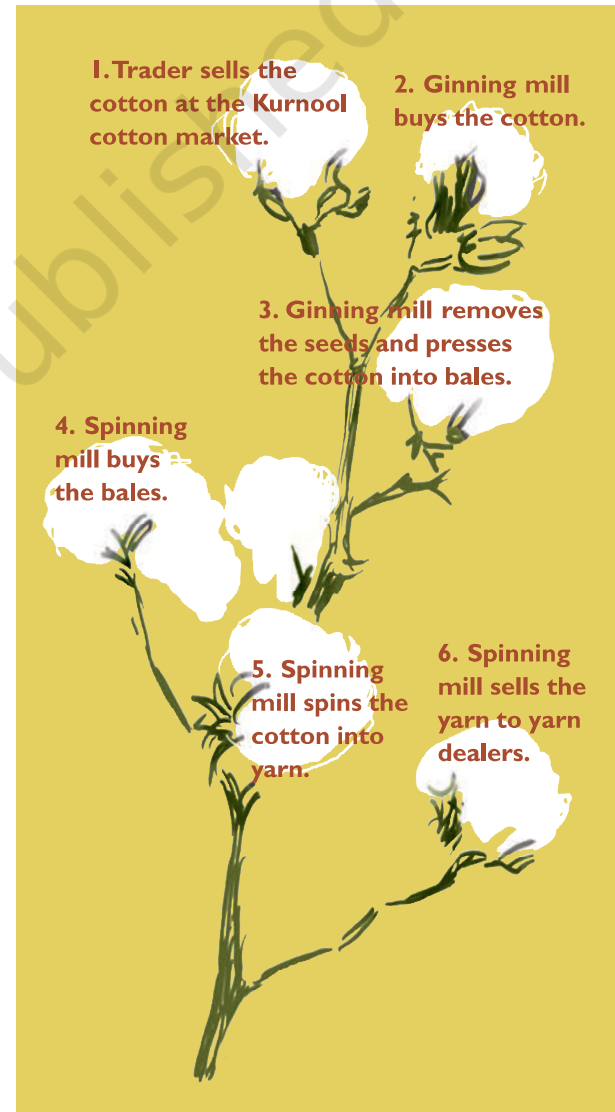 1. Trader sells the
cotton at the Kurnool
cotton market.
2. Ginning mill
buys the cotton.
3. Ginning mill removes
the seeds and presses
the cotton into bales.
4. Spinning
mill buys
the bales.
5. Spinning
mill spins the
cotton into
yarn.
6. Spinning
mill sells the
yarn to yarn
dealers.
ublished